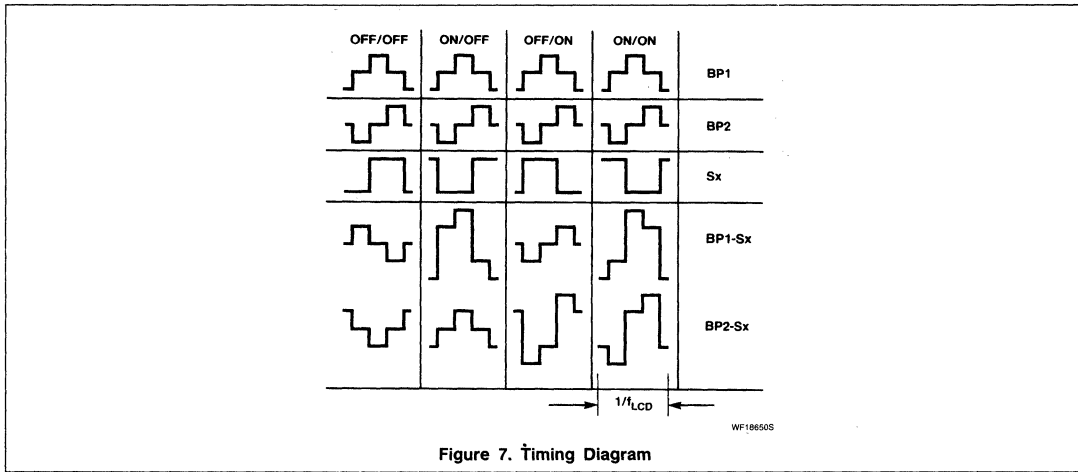 OFF/OFF ON/OFF OFF/ON ON/ON
BP1
BP2
Sx
BP1-Sx
BP2-Sx
1/fLCD
WF18650S
Figure 7. Timing Diagram